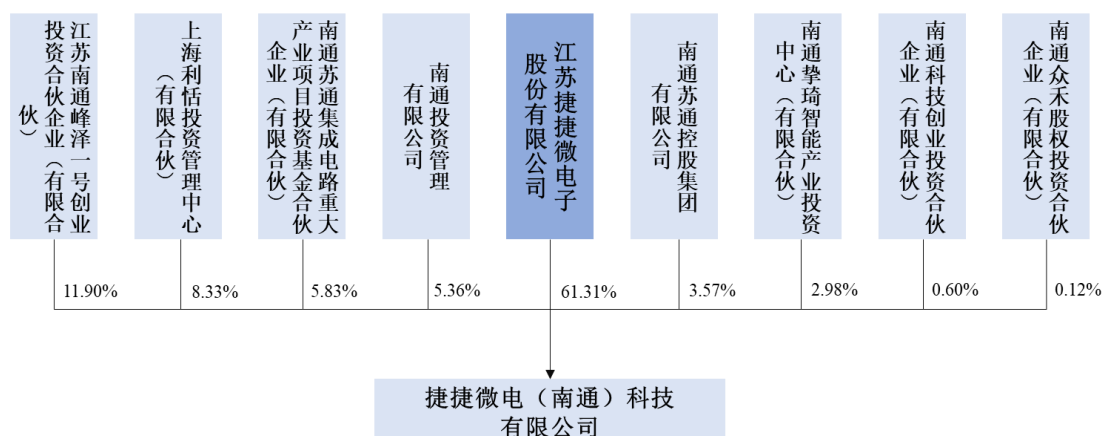 江苏南通峰泽一号创业
投资合伙企业（有限合
伙）
上海利恬投资管理中心
（有限合伙）
南通苏通集成电路重大
产业项目投资基金合伙
企业（有限合伙）
南通投资管理
有限公司
江苏捷捷微电子
股份有限公司
南通苏通控股集团
有限公司
南通挚琦智能产业投资
中心（有限合伙）
南通科技创业投资合伙
企业（有限合伙）
南通众禾股权投资合伙
企业（有限合伙）
11.90%
8.33%
5.83%
5.36%
61.31%
3.57%
2.98%
0.60%
0.12%
捷捷微电（南通）科技
有限公司